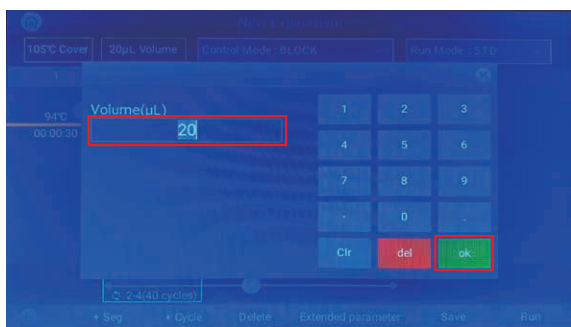 New Experiment
105℃ Cover 20μL Volume Control Mode : BLOCK Run Mode : STD
1
94℃
00:00:30
Volume(μL)
20
1 2 3
4 5 6
7 8 9
- 0 .
Clr del ok
2-4(40 cycles)
+ Seg + Cycle Delete Extended parameter Save Run